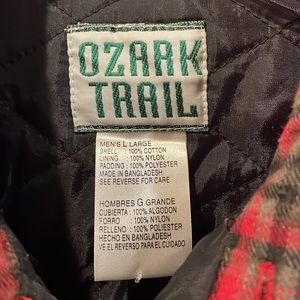 OZARK
TRAIL
MEN'S L LARGE
SHELL : 100% COTTON
LINING : 100% NYLON
PADDING : 100% POLYESTER
MADE IN BANGLADESH
SEE REVERSE FOR CARE
HOMBRES G GRANDE
CUBIERTA : 100% ALGODON
FORRO : 100% NYLON
RELLENO : 100% POLIESTER
HECHO EN BANGLADESH
VE EL REVERSO PARA EL CUIDADO